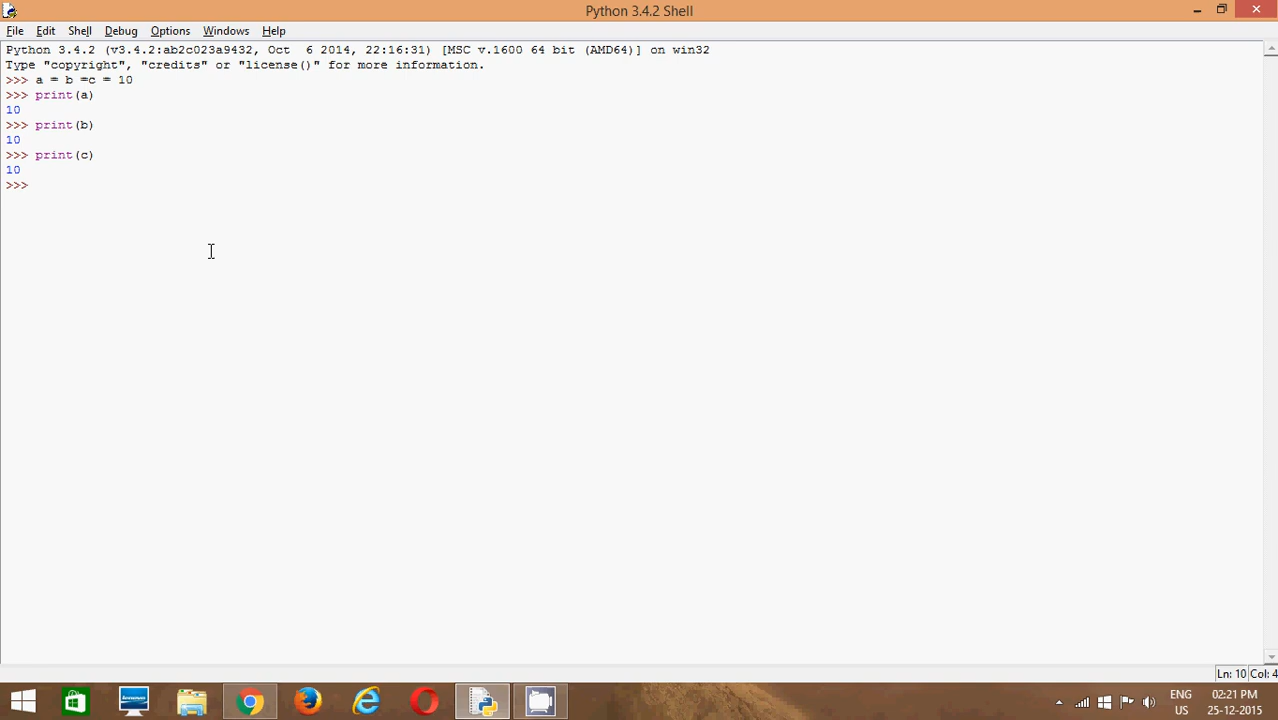 Python 3.4.2 Shell
File Edit Shell Debug Options Windows Help
Python 3.4.2 (v3.4.2:ab2c023a9432, Oct  6 2014, 22:16:31) [MSC v.1600 64 bit (AMD64)] on win32
Type "copyright", "credits" or "license()" for more information.
>>> a = b =c = 10
>>> print(a)
10
>>> print(b)
10
>>> print(c)
10
>>>
Ln: 10 Col: 4
ENG 02:21 PM
US 25-12-2015